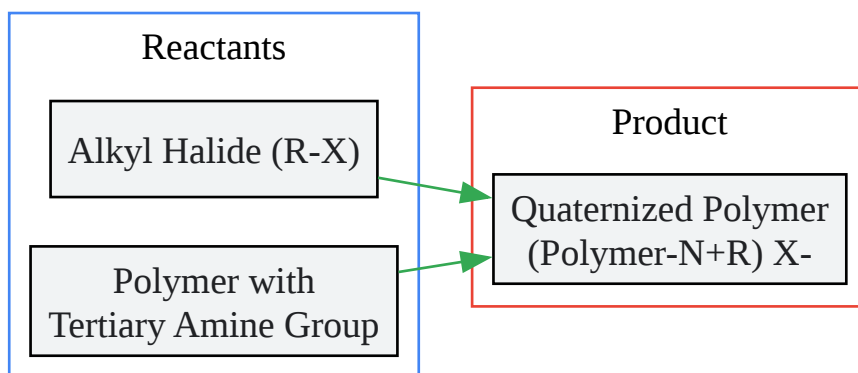 Reactants
Alkyl Halide (R-X)
Polymer with
Tertiary Amine Group
Product
Quaternized Polymer
(Polymer-N+R) X-